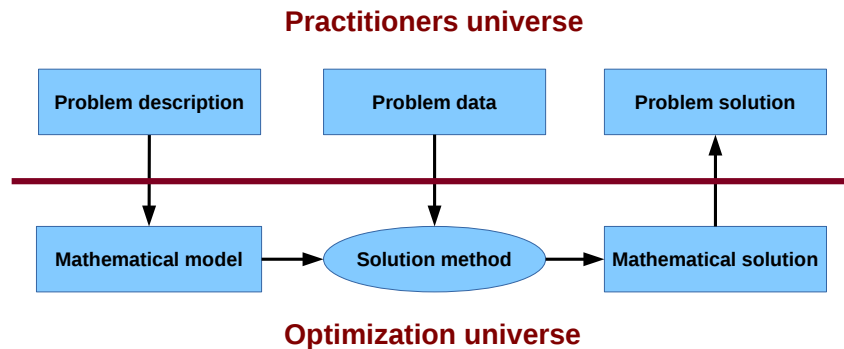 Practitioners universe
Problem description
Problem data
Problem solution
Mathematical model
Solution method
Mathematical solution
Optimization universe